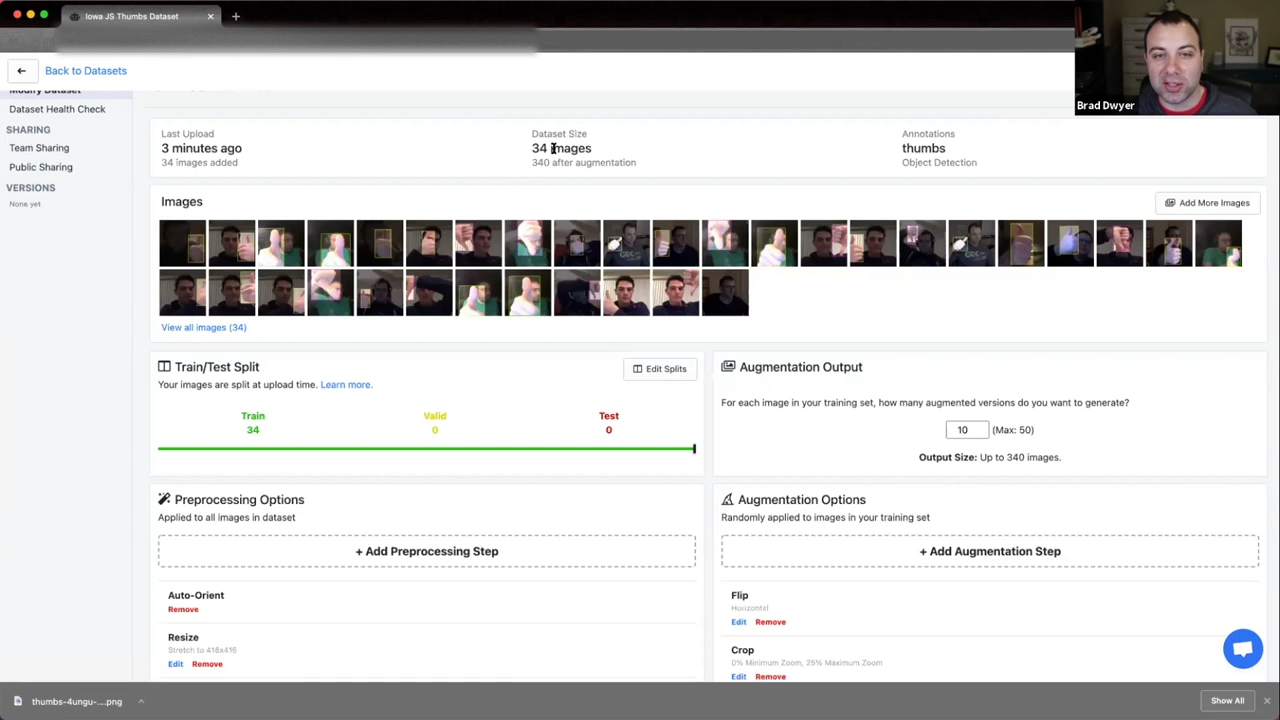 Iowa JS Thumbs Dataset
Back to Datasets
Brad Dwyer
Modify Dataset
Dataset Health Check
SHARING
Team Sharing
Public Sharing
VERSIONS
None yet
Last Upload
3 minutes ago
34 images added
Dataset Size
34 images
340 after augmentation
Annotations
thumbs
Object Detection
Images
Add More Images
View all images (34)
Train/Test Split
Edit Splits
Your images are split at upload time. Learn more.
Train
34
Valid
0
Test
0
Augmentation Output
For each image in your training set, how many augmented versions do you want to generate?
10 (Max: 50)
Output Size: Up to 340 images.
Preprocessing Options
Applied to all images in dataset
+ Add Preprocessing Step
Auto-Orient
Remove
Resize
Stretch to 416x416
Edit Remove
Augmentation Options
Randomly applied to images in your training set
+ Add Augmentation Step
Flip
Horizontal
Edit Remove
Crop
0% Minimum Zoom, 25% Maximum Zoom
Edit Remove
thumbs-4ungu-....png
Show All